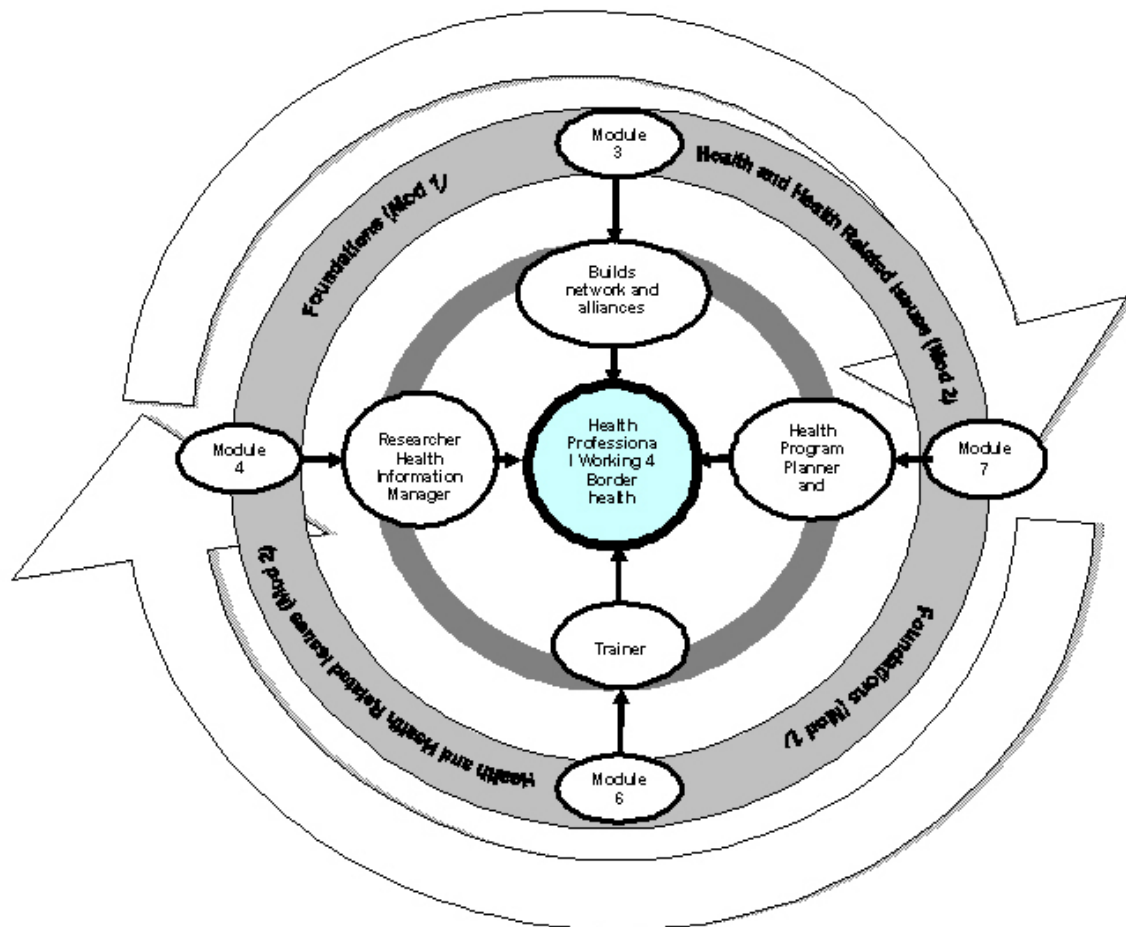 Module
3
Foundations (Mod 1)
Health and Health Related Issues (Mod 2)
Builds
network and
alliances
Module
4
Researcher
Health
Information
Manager
Health
Professiona
l Working 4
Border
health
Health
Program
Planner
and
Module
7
Trainer
Health and Health Related Issues (Mod 2)
Foundations (Mod 1)
Module
6